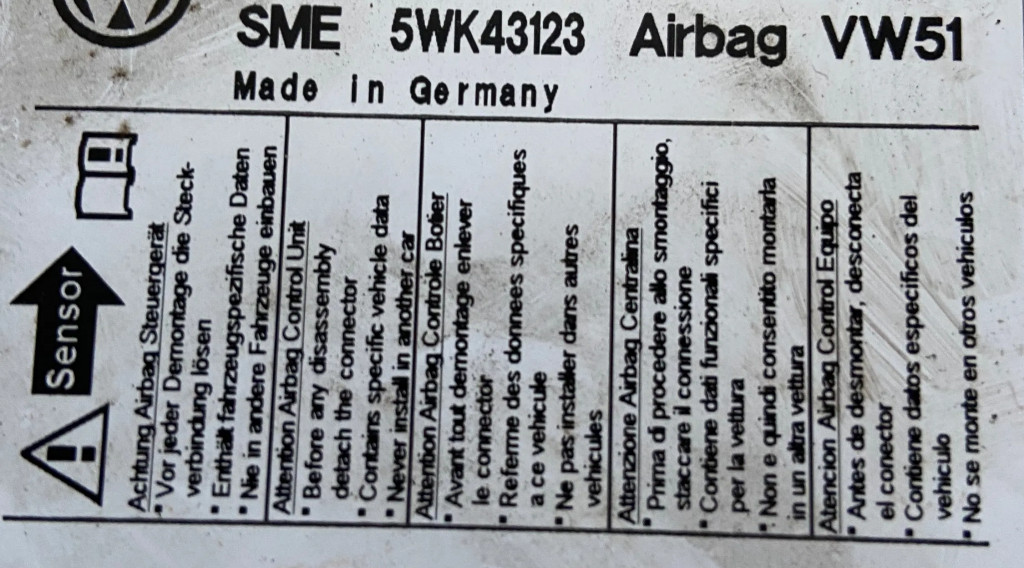 SME 5WK43123 Airbag VW51
Made in Germany
Sensor
Achtung Airbag Steuergerät
▪ Vor jeder Demontage die Steck-
verbindung lösen
▪ Enthält fahrzeugspezifische Daten
▪ Nie in andere Fahrzeuge einbauen
Attention Airbag Control Unit
▪ Before any disassembly
detach the connector
▪ Contains specific vehicle data
▪ Never install in another car
Attention Airbag Controle Botier
▪ Avant tout demontage enlever
le connector
▪ Referme des donnees specifiques
a ce vehicule
▪ Ne pas installer dans autres
vehicules
Attenzione Airbag Centralina
▪ Prima di procedere allo smontaggio,
staccare il connessione
▪ Contiene dati funzionali specifici
per la vettura
▪ Non e quindi consentito montarla
in un altra vettura
Atencion Airbag Control Equipo
▪ Antes de desmontar, desconecta
el conector
▪ Contiene datos especificos del
vehiculo
▪ No se monte en otros vehiculos